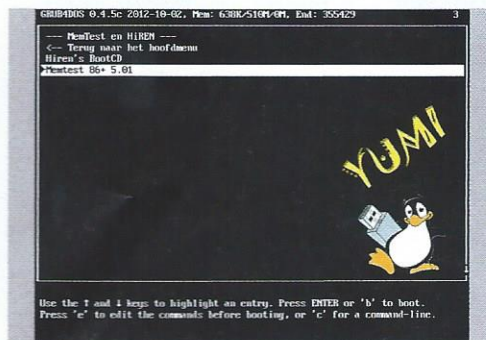 GRUB4DOS 0.4.5c 2012-10-02, Mem: 638K/510M/0M, End: 355429 3
--- MemTest en HiREN ---
<-- Terug naar het hoofdmenu
Hiren's BootCD
Memtest 86+ 5.01
YUMI
Use the ↑ and ↓ keys to highlight an entry. Press ENTER or 'b' to boot.
Press 'e' to edit the commands before booting, or 'c' for a command-line.